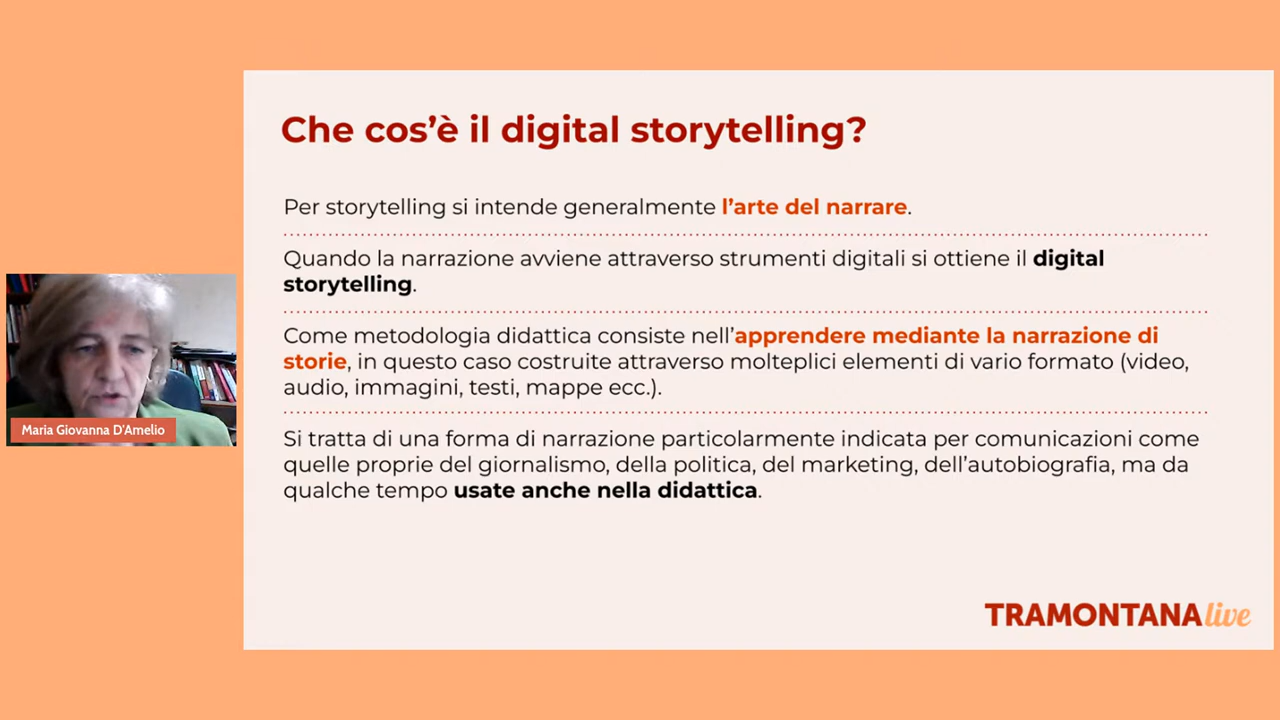 Che cos'è il digital storytelling?
Per storytelling si intende generalmente l'arte del narrare.
Quando la narrazione avviene attraverso strumenti digitali si ottiene il digital
storytelling.
Come metodologia didattica consiste nell'apprendere mediante la narrazione di
storie, in questo caso costruite attraverso molteplici elementi di vario formato (video,
audio, immagini, testi, mappe ecc.).
Si tratta di una forma di narrazione particolarmente indicata per comunicazioni come
quelle proprie del giornalismo, della politica, del marketing, dell'autobiografia, ma da
qualche tempo usate anche nella didattica.
Maria Giovanna D'Amelio
TRAMONTANA live